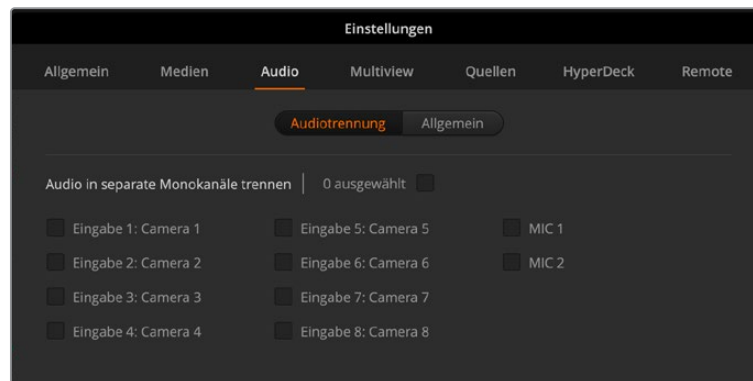 Einstellungen
Allgemein Medien Audio Multiview Quellen HyperDeck Remote
Audiotrennung Allgemein
Audio in separate Monokanäle trennen 0 ausgewählt
Eingabe 1: Camera 1 Eingabe 5: Camera 5 MIC 1
Eingabe 2: Camera 2 Eingabe 6: Camera 6 MIC 2
Eingabe 3: Camera 3 Eingabe 7: Camera 7
Eingabe 4: Camera 4 Eingabe 8: Camera 8